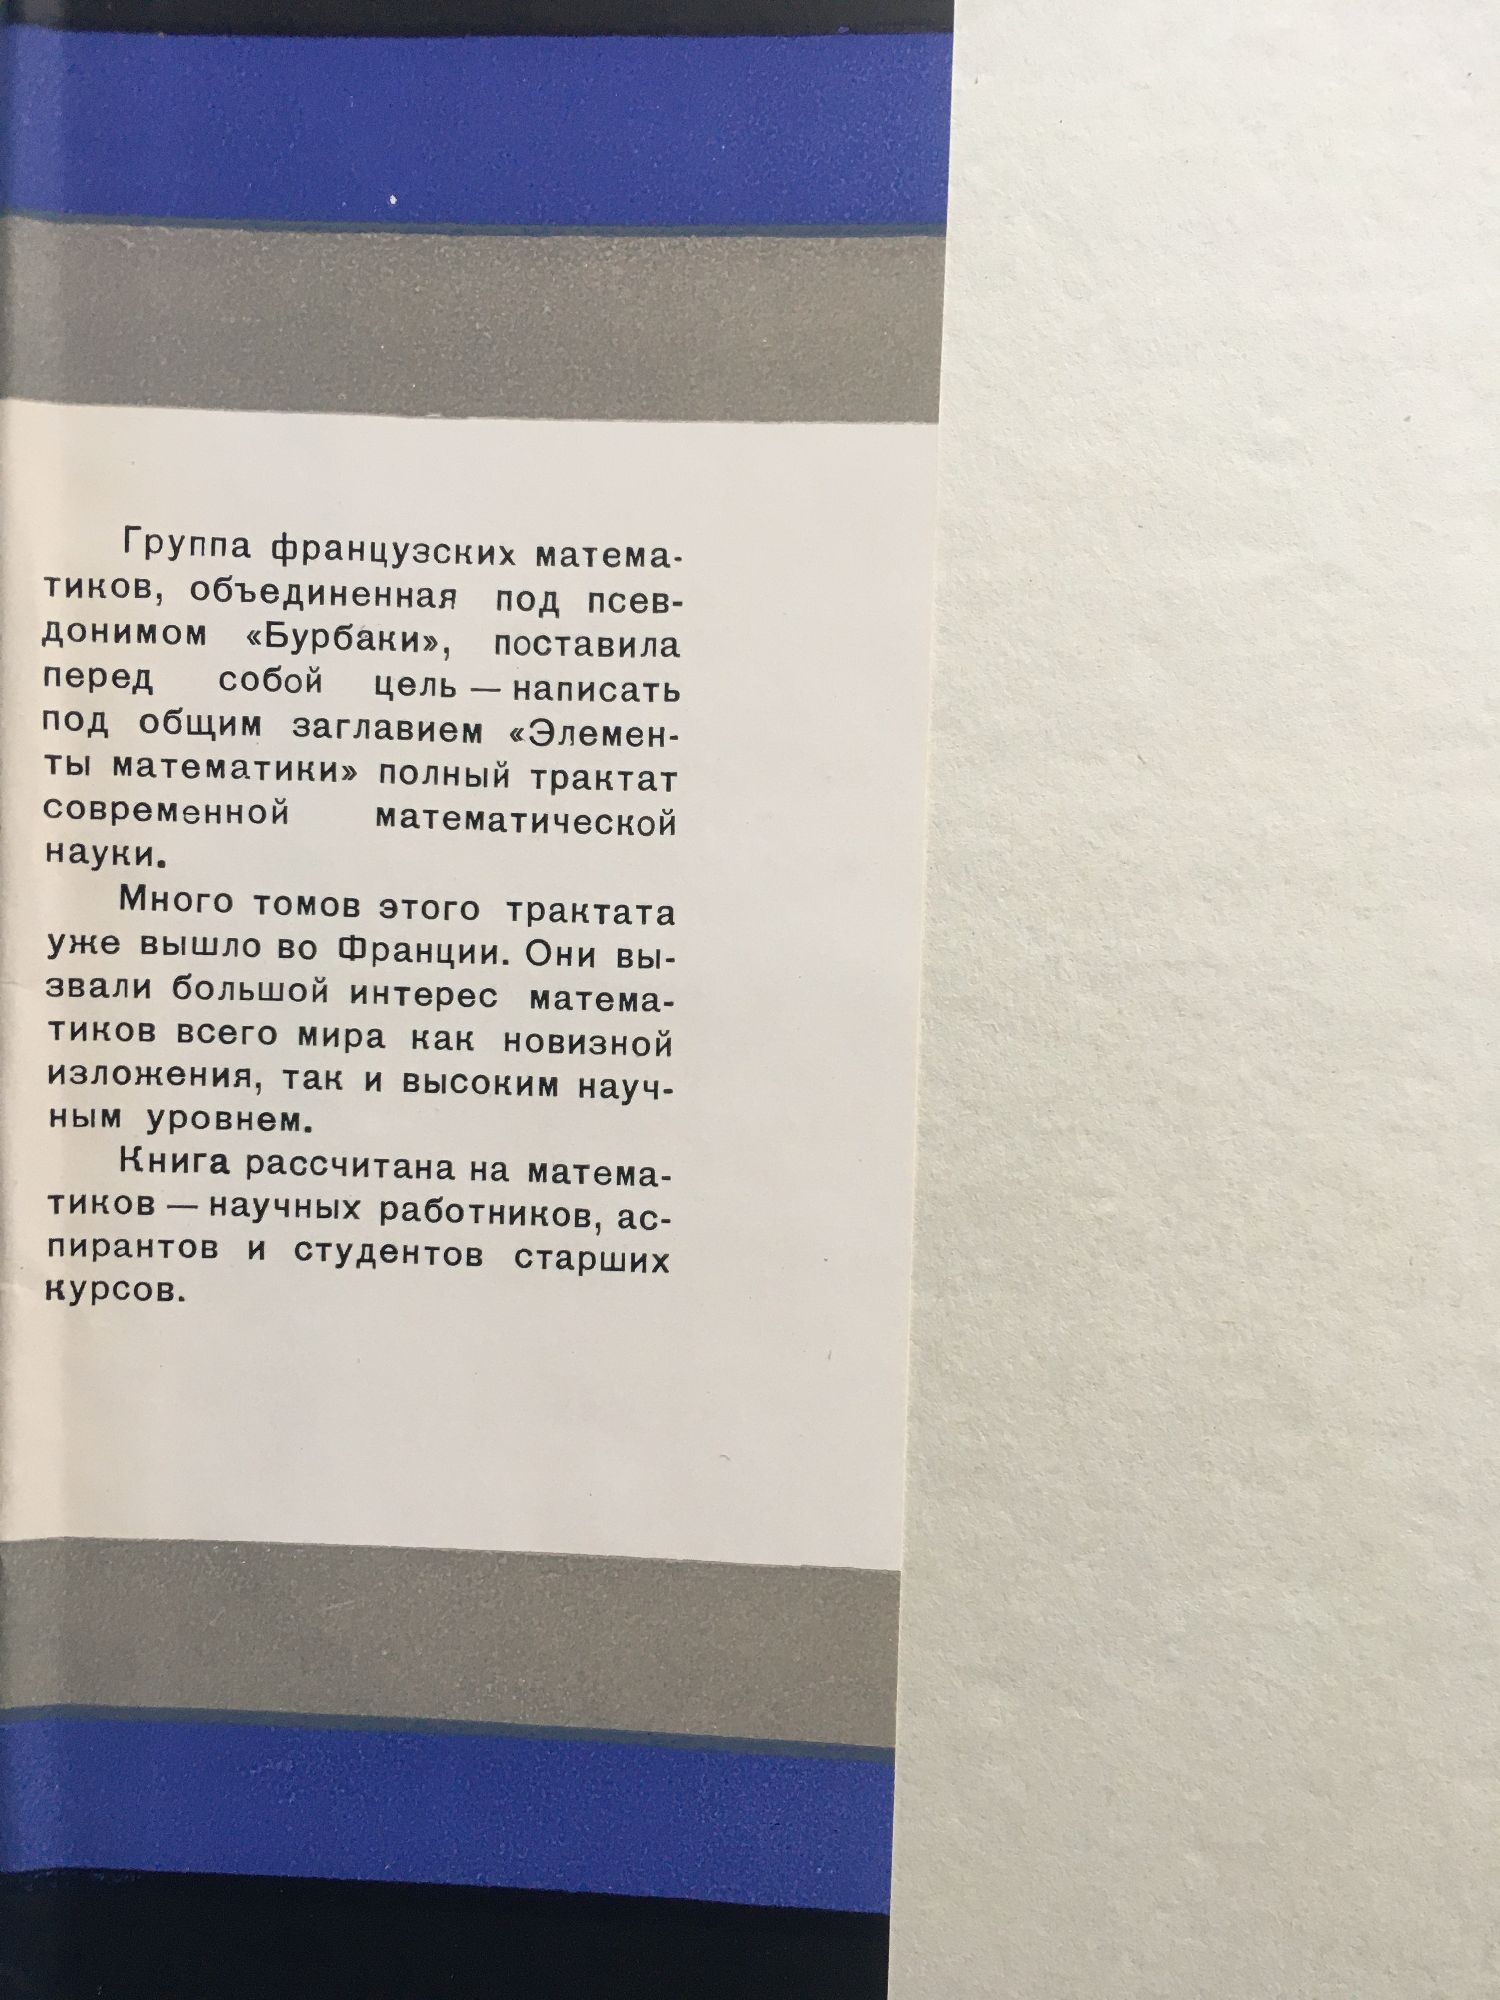 Группа французских матема-
тиков, объединенная под псев-
донимом «Бурбаки», поставила
перед собой цель — написать
под общим заглавием «Элемен-
ты математики» полный трактат
современной математической
науки.
Много томов этого трактата
уже вышло во Франции. Они вы-
звали большой интерес матема-
тиков всего мира как новизной
изложения, так и высоким науч-
ным уровнем.
Книга рассчитана на матема-
тиков — научных работников, ас-
пирантов и студентов старших
курсов.